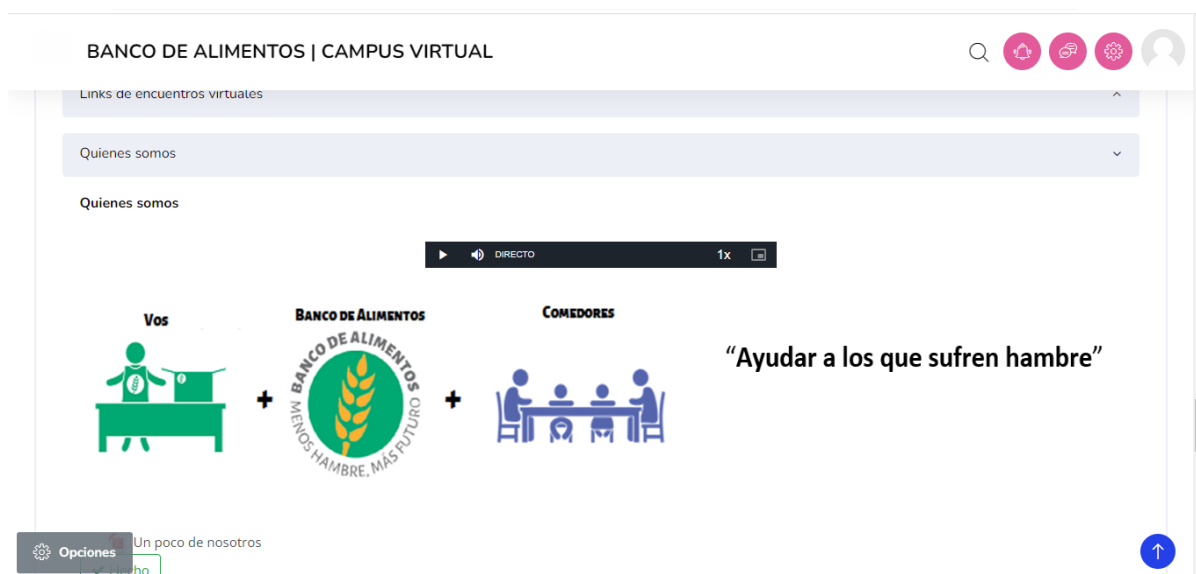 BANCO DE ALIMENTOS | CAMPUS VIRTUAL
Links de encuentros virtuales
Quienes somos
Quienes somos
DIRECTO
1x
Vos
BANCO DE ALIMENTOS
COMEDORES
BANCO DE ALIMENTOS
MENOS HAMBRE, MÁS FUTURO
+
+
“Ayudar a los que sufren hambre”
Un poco de nosotros
Opciones
Hecho